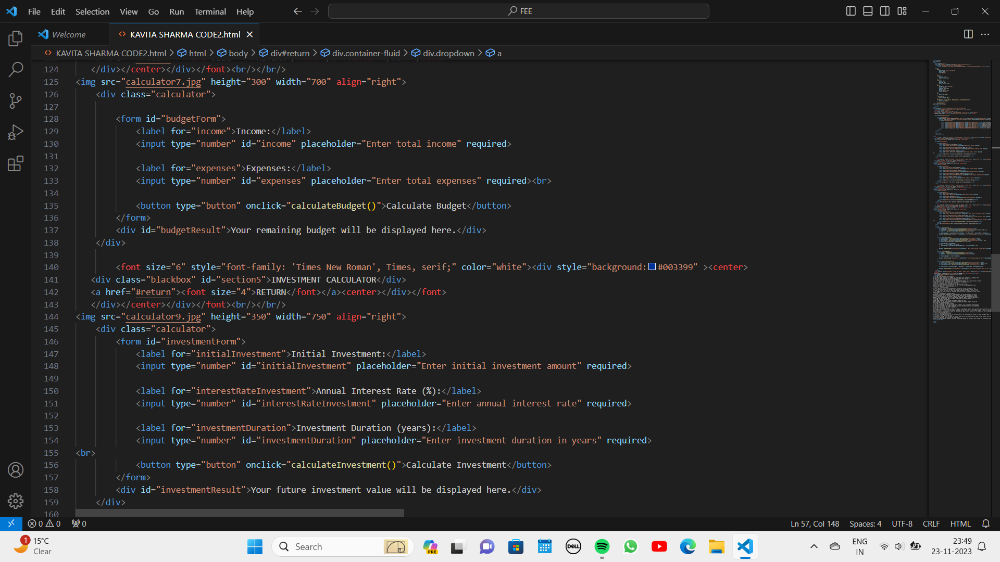 File Edit Selection View Go Run Terminal Help
FEE
Welcome
KAVITA SHARMA CODE2.html
KAVITA SHARMA CODE2.html > html > body > div#return > div.container-fluid > div.dropdown > a
124 </div></center></div></font><br/></br/>
125 <img src="calculator7.jpg" height="300" width="700" align="right">
126 <div class="calculator">
127
128 <form id="budgetForm">
129 <label for="income">Income:</label>
130 <input type="number" id="income" placeholder="Enter total income" required>
131
132 <label for="expenses">Expenses:</label>
133 <input type="number" id="expenses" placeholder="Enter total expenses" required><br>
134
135 <button type="button" onclick="calculateBudget()">Calculate Budget</button>
136 </form>
137 <div id="budgetResult">Your remaining budget will be displayed here.</div>
138 </div>
139
140 <font size="6" style="font-family: 'Times New Roman', Times, serif;" color="white"><div style="background:#003399" ><center>
141 <div class="blackbox" id="section5">INVESTMENT CALCULATOR</div>
142 <a href="#return"><font size="4">RETURN</font></a><center></div></font>
143 </div></center></div></font><br/></br/>
144 <img src="calculator9.jpg" height="350" width="750" align="right">
145 <div class="calculator">
146 <form id="investmentForm">
147 <label for="initialInvestment">Initial Investment:</label>
148 <input type="number" id="initialInvestment" placeholder="Enter initial investment amount" required>
149
150 <label for="interestRateInvestment">Annual Interest Rate (%):</label>
151 <input type="number" id="interestRateInvestment" placeholder="Enter annual interest rate" required>
152
153 <label for="investmentDuration">Investment Duration (years):</label>
154 <input type="number" id="investmentDuration" placeholder="Enter investment duration in years" required>
155 <br>
156 <button type="button" onclick="calculateInvestment()">Calculate Investment</button>
157 </form>
158 <div id="investmentResult">Your future investment value will be displayed here.</div>
159 </div>
160
0 0 0
Ln 57, Col 148 Spaces: 4 UTF-8 CRLF HTML
1 15°C
Clear
Search
PRE
DELL
ENG
IN
23:49
23-11-2023